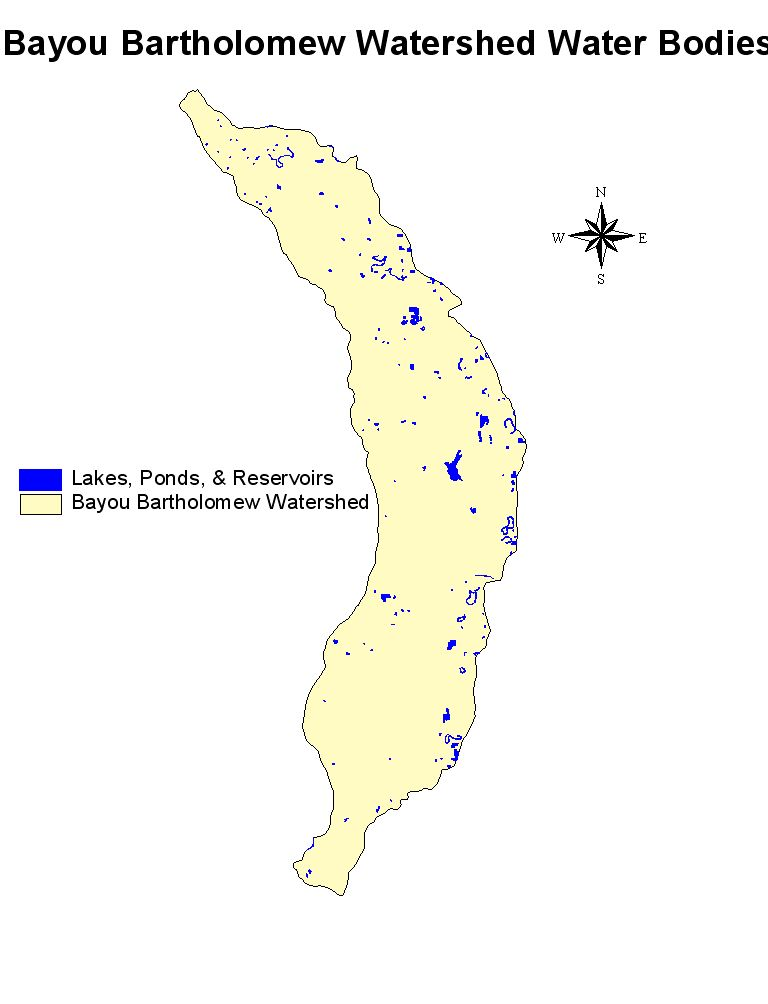 Bayou Bartholomew Watershed Water Bodies
N
W E
S
Lakes, Ponds, & Reservoirs
Bayou Bartholomew Watershed